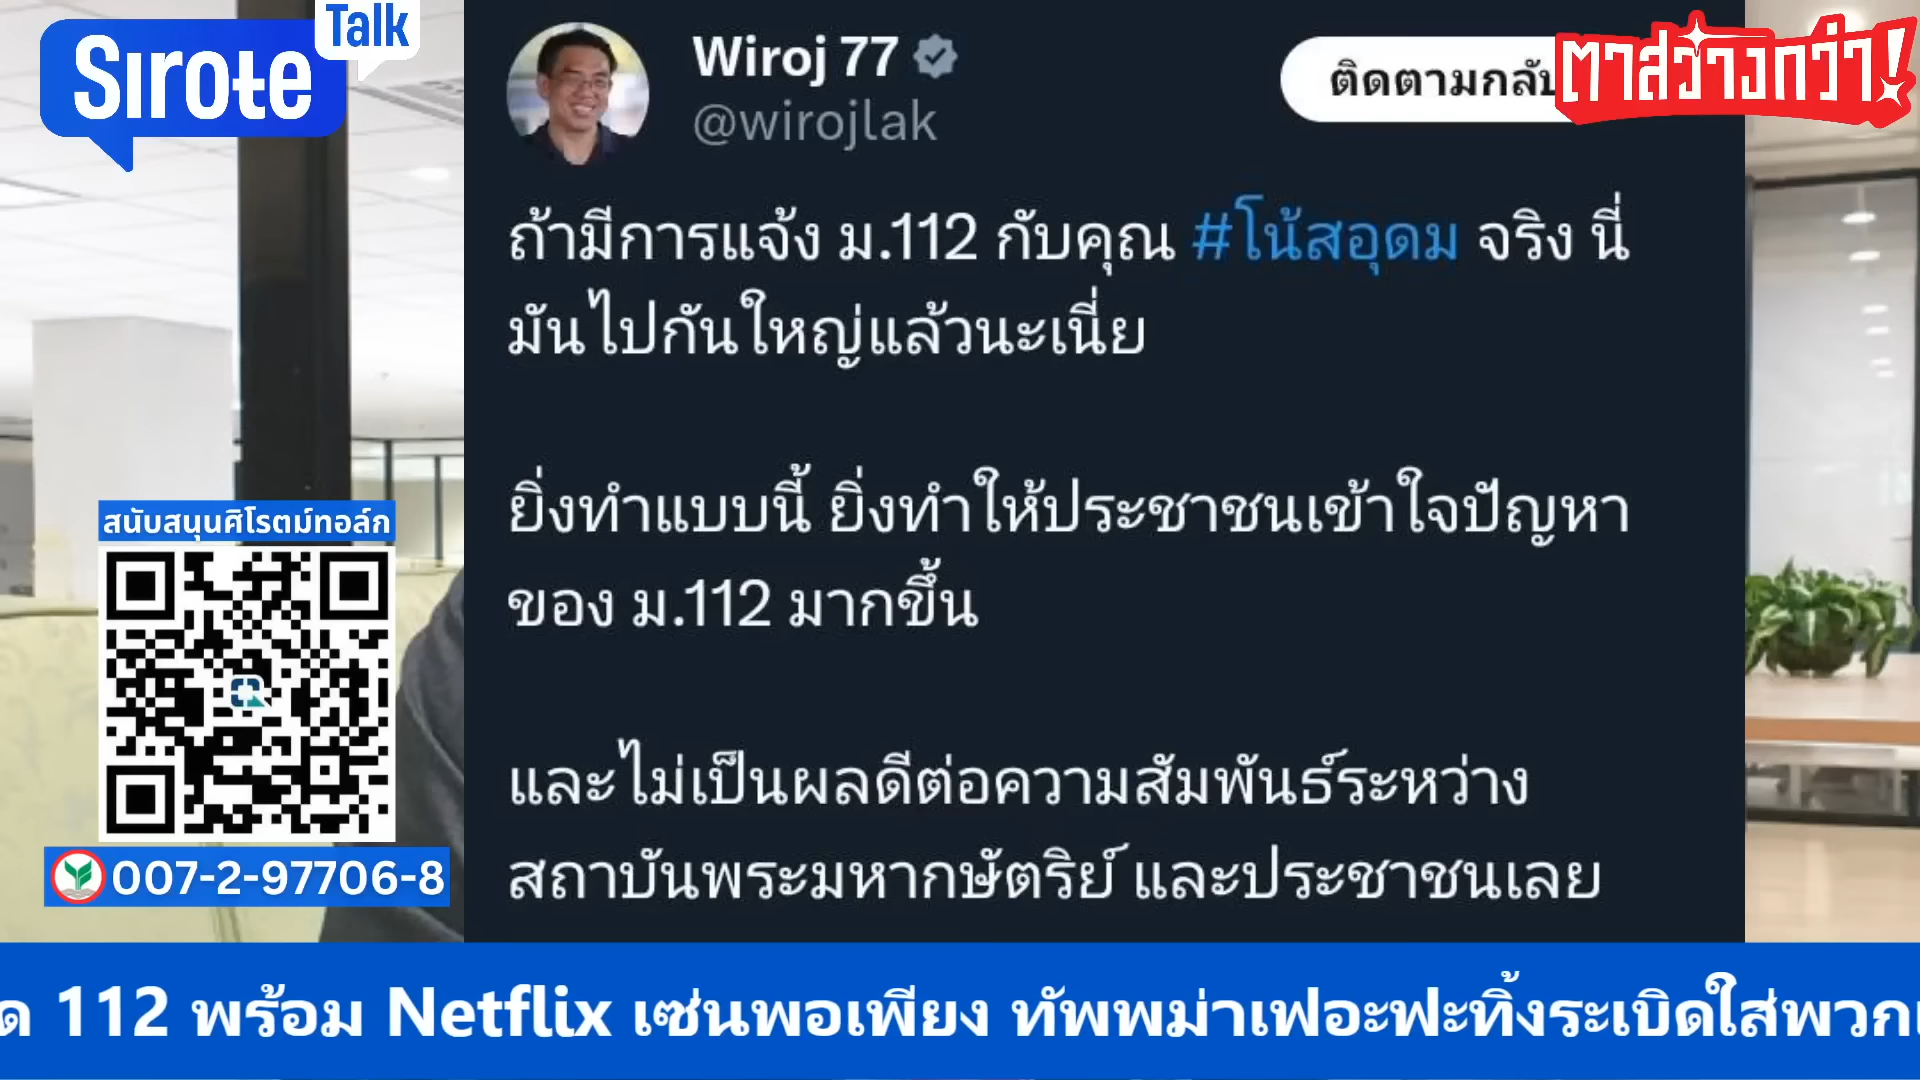 Sirote
Talk
Wiroj 77
@wirojlak
ตาสว่างกว่า!
ถ้ามีการแจ้ง ม.112 กับคุณ #โน้สอุดม จริง นี่
มันไปกันใหญ่แล้วนะเนี่ย
ยิ่งทำแบบนี้ ยิ่งทำให้ประชาชนเข้าใจปัญหา
ของ ม.112 มากขึ้น
และไม่เป็นผลดีต่อความสัมพันธ์ระหว่าง
สถาบันพระมหากษัตริย์ และประชาชนเลย
สนับสนุนศิโรตม์ทอล์ก
007-2-97706-8
112 พร้อม Netflix เซ่นพอเพียง ทัพพม่าเฟอะฟะทิ้งระเบิดใส่พวก